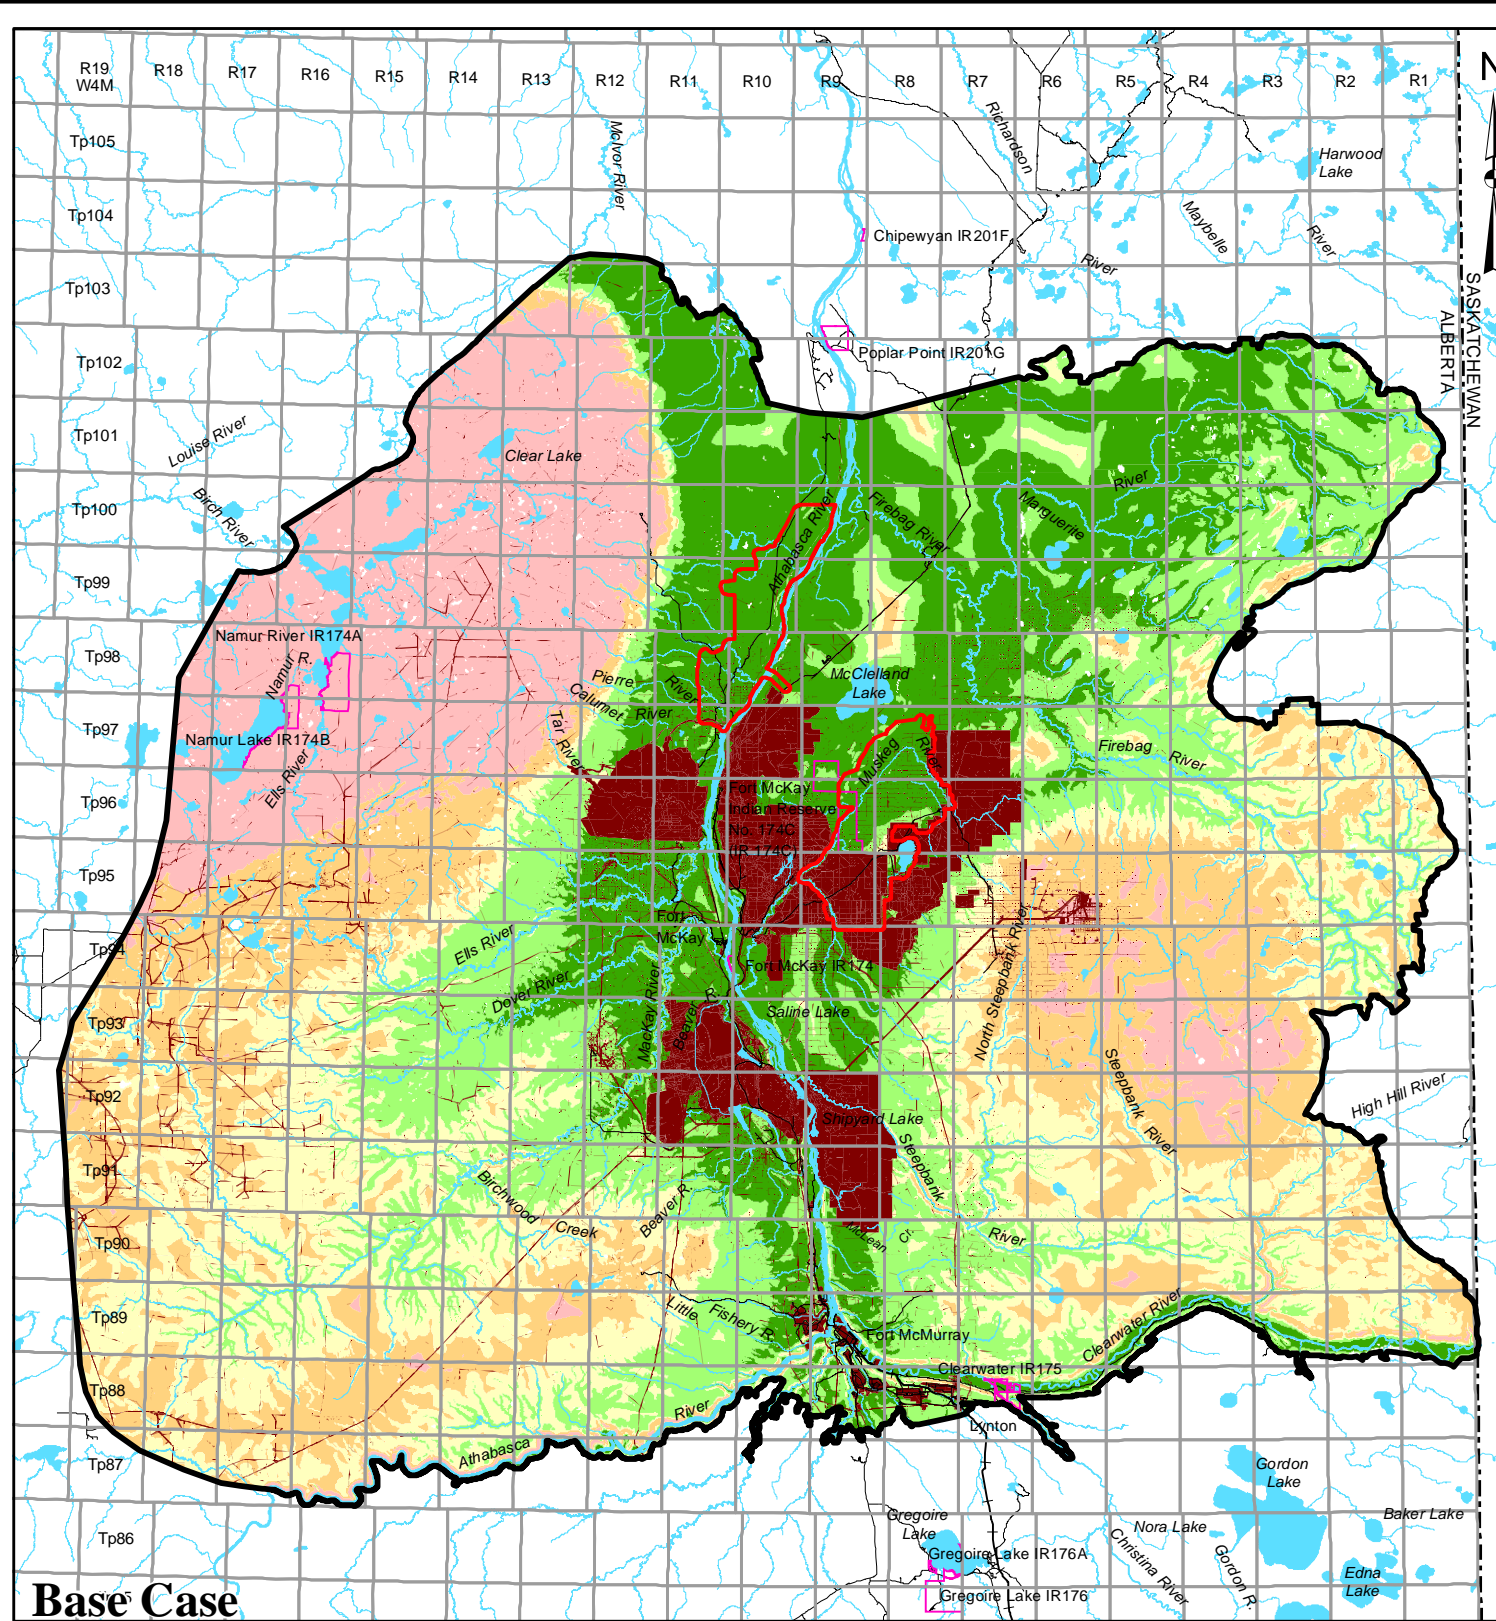 R19
W4M
R18
R17
R16
R15
R14
R13
R12
R11
R10
R9
R8
R7
R6
R5
R4
R3
R2
R1
N
Tp105
McIvor River
Richardson
Harwood
Lake
Tp104
Maybelle
River
Chipewyan IR201F
River
Tp103
SASKATCHEWAN
ALBERTA
Tp102
Poplar Point IR201G
Tp101
Louise River
Clear Lake
River
Tp100
Birch River
Athabasca River
Firebag River
Marguerite
Tp99
Namur River IR174A
Tp98
Namur R.
Pierre
River
McClelland
Lake
Calumet River
Tp97
Namur Lake IR174B
Tar River
Muskeg
River
Firebag River
Ells River
Tp96
Fort McKay
Indian Reserve
No. 174C
(IR 174C)
Tp95
Fort
McKay
Tp94
Ells River
Fort McKay IR174
North Steepbank River
Dover River
MacKay River
Beaver R.
Saline Lake
Tp93
Steepbank
River
Tp92
Shipyard Lake
High Hill River
Tp91
Birchwood
Creek
Beaver R.
Steepbank
River
Tp90
McLean
Cr.
Tp89
Little Fishery R.
Fort McMurray
Clearwater River
Clearwater IR175
Tp88
River
Lynton
Athabasca
Tp87
Gordon
Lake
Tp86
Gregoire
Lake
Nora Lake
Baker Lake
Gregoire Lake IR176A
Christina River
Gordon R.
Edna
Lake
Gregoire Lake IR176
Base Case